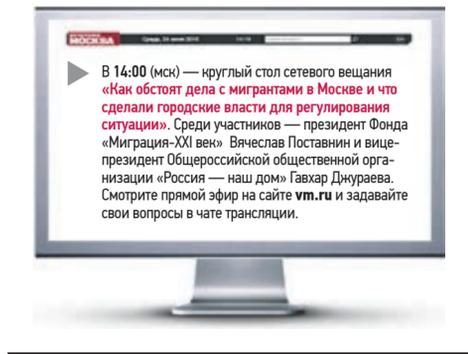 МОСКВА
В 14:00 (мск) — круглый стол сетевого вещания
«Как обстоят дела с мигрантами в Москве и что
сделали городские власти для регулирования
ситуации». Среди участников — президент Фонда
«Миграция-XXI век» Вячеслав Поставнин и вице-
президент Общероссийской общественной орга-
низации «Россия — наш дом» Гавхар Джураева.
Смотрите прямой эфир на сайте vm.ru и задавайте
свои вопросы в чате трансляции.